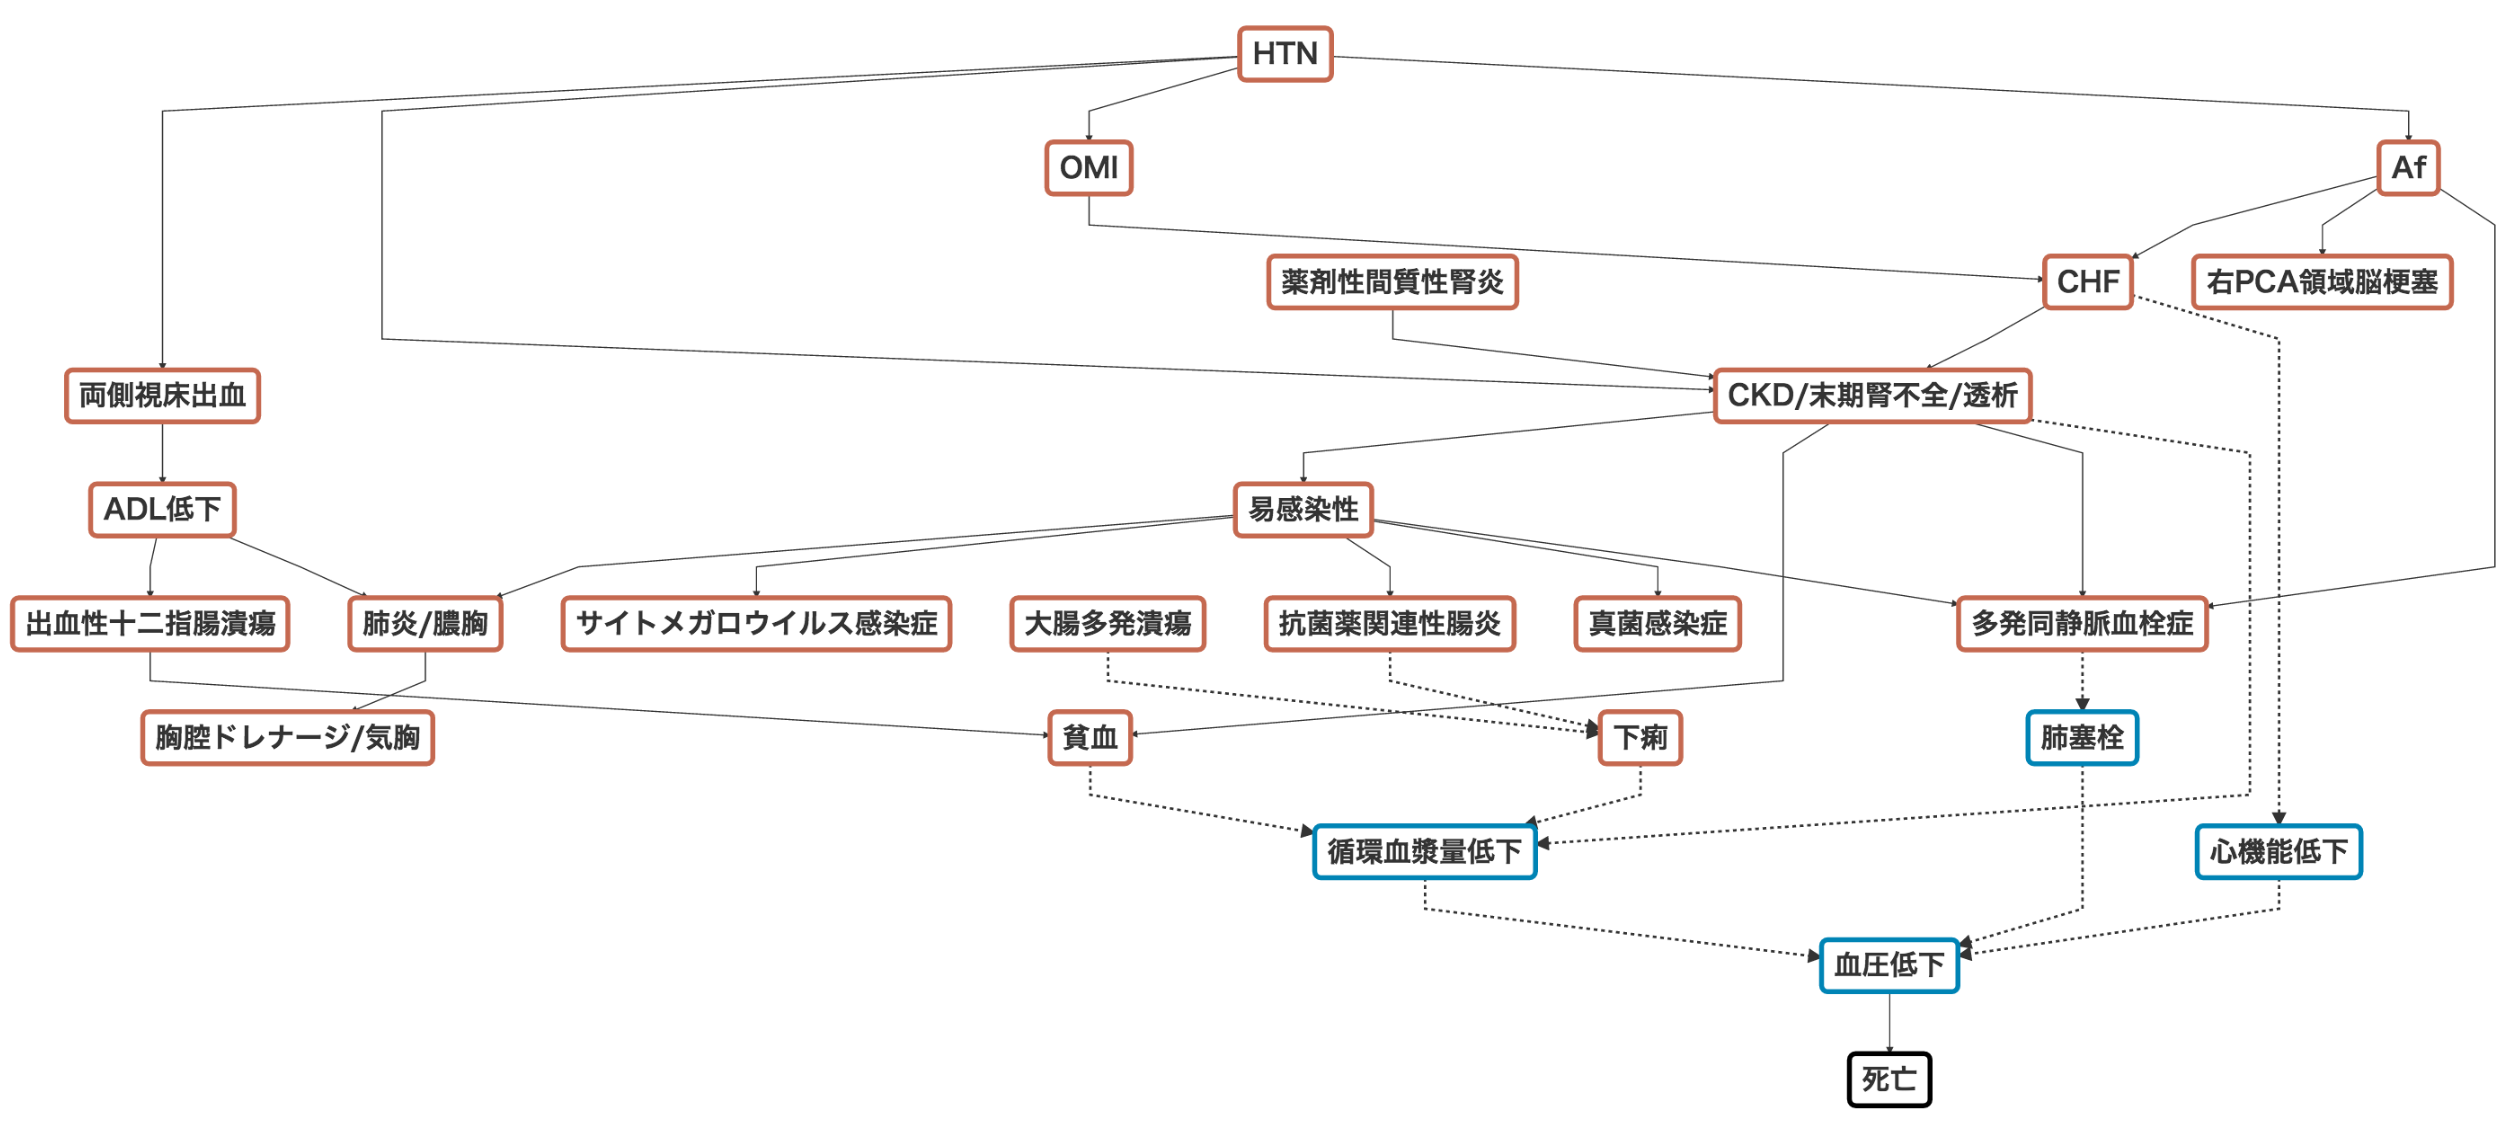 HTN
OMI
Af
薬剤性間質性腎炎
CHF
右PCA領域脳梗塞
両側視床出血
CKD/末期腎不全/透析
ADL低下
易感染性
出血性十二指腸潰瘍
肺炎/膿胸
サイトメガロウイルス感染症
大腸多発潰瘍
抗菌薬関連性腸炎
真菌感染症
多発同静脈血栓症
胸腔ドレナージ/気胸
貧血
下痢
肺塞栓
循環血漿量低下
心機能低下
血圧低下
死亡